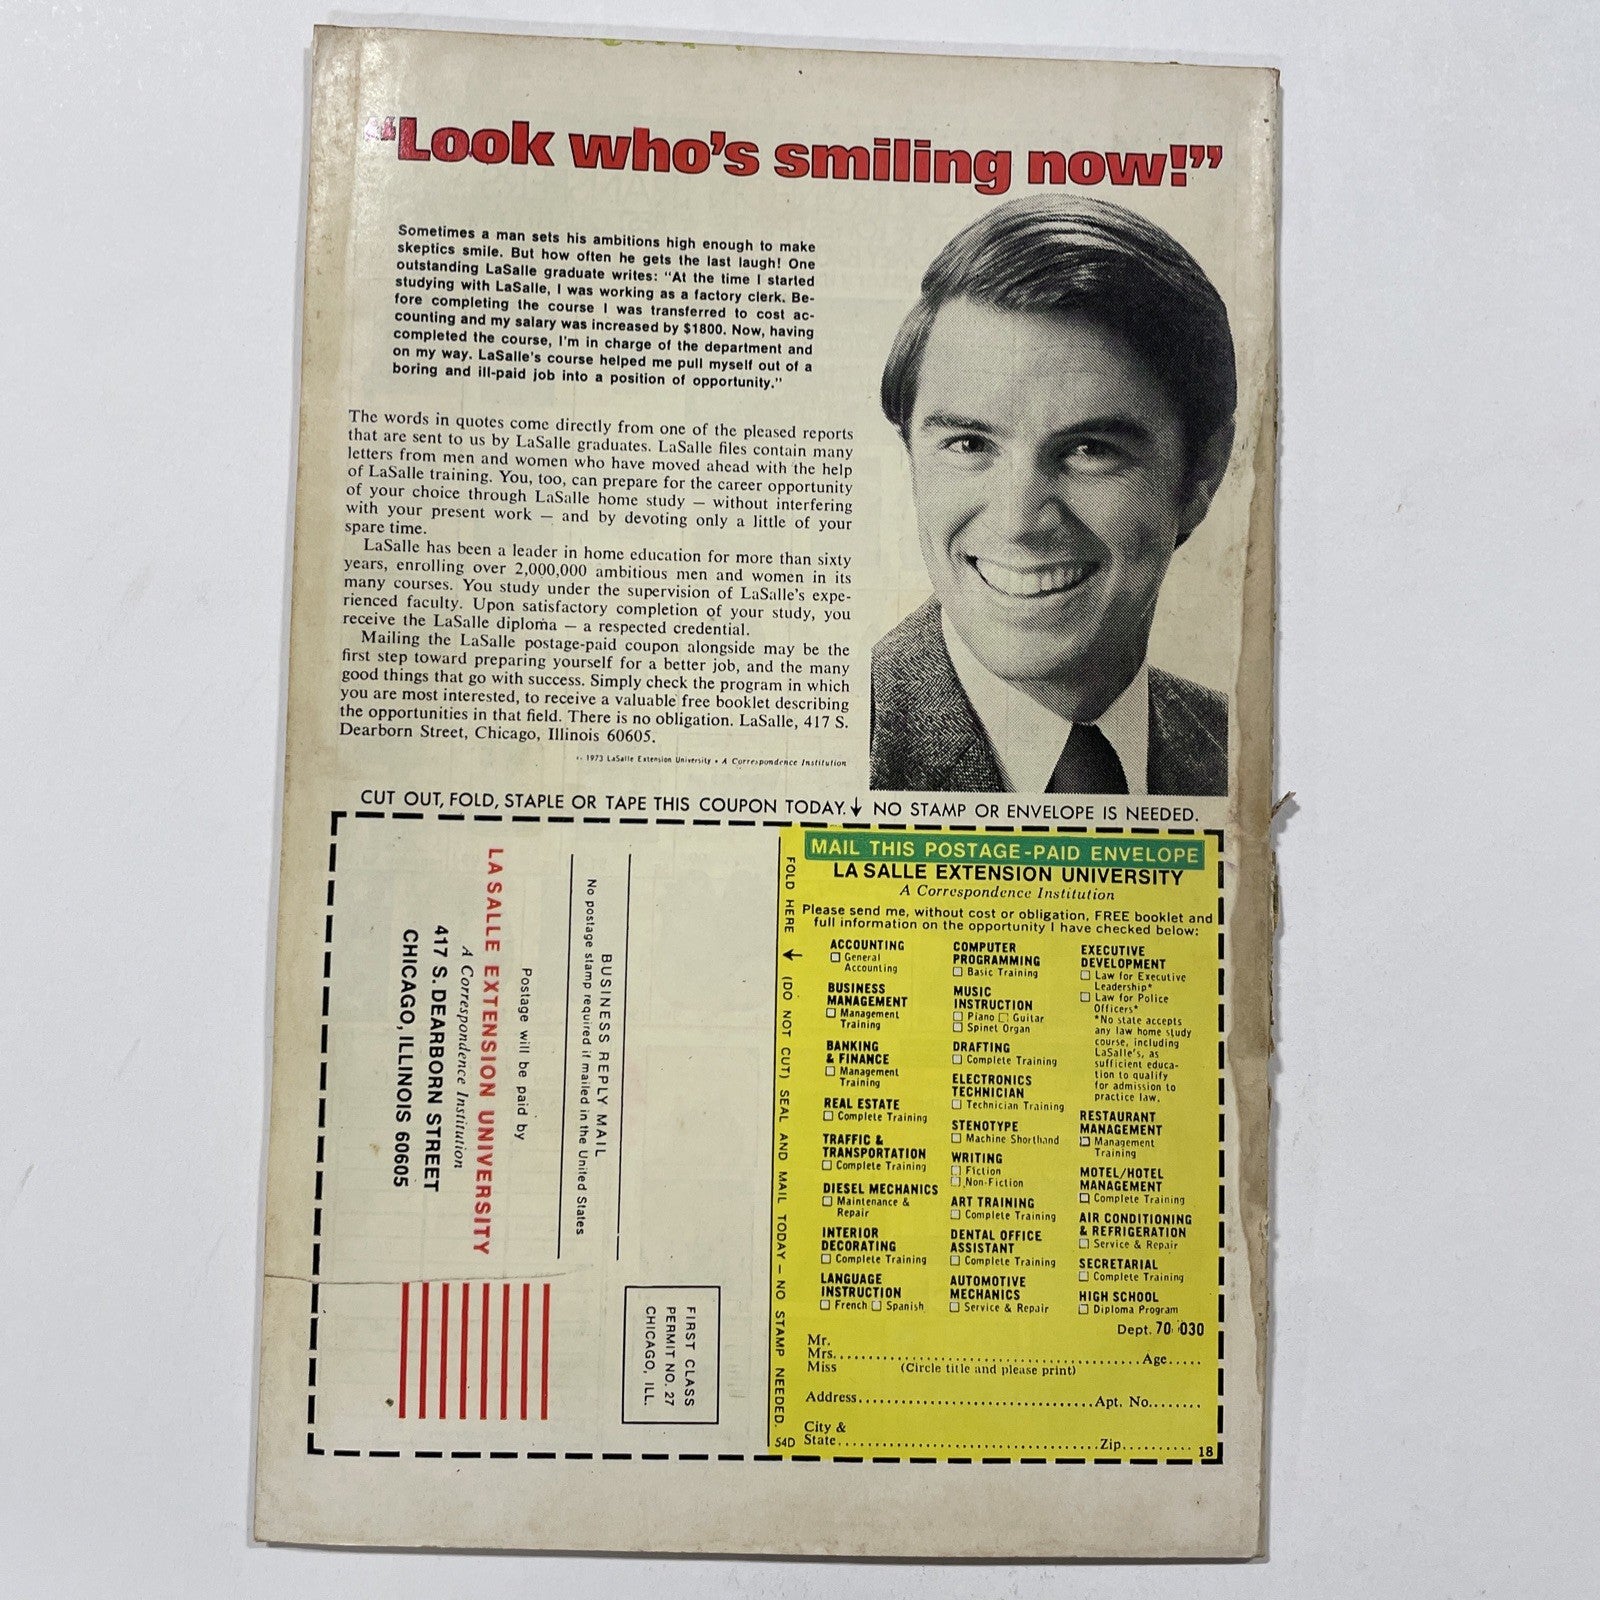 “Look who’s smiling now!”
Sometimes a man sets his ambitions high enough to make
skeptics smile. But how often he gets the last laugh! One
outstanding LaSalle graduate writes: “At the time I started
studying with LaSalle, I was working as a factory clerk. Be-
fore completing the course I was transferred to cost ac-
counting and my salary was increased by $1800. Now, having
completed the course, I’m in charge of the department and
on my way. LaSalle’s course helped me pull myself out of a
boring and ill-paid job into a position of opportunity.”
The words in quotes come directly from one of the pleased reports
that are sent to us by LaSalle graduates. LaSalle files contain many
letters from men and women who have moved ahead with the help
of LaSalle training. You, too, can prepare for the career opportunity
of your choice through LaSalle home study — without interfering
with your present work — and by devoting only a little of your
spare time.
LaSalle has been a leader in home education for more than sixty
years, enrolling over 2,000,000 ambitious men and women in its
many courses. You study under the supervision of LaSalle’s expe-
rienced faculty. Upon satisfactory completion of your study, you
receive the LaSalle diploma — a respected credential.
Mailing the LaSalle postage-paid coupon alongside may be the
first step toward preparing yourself for a better job, and the many
good things that go with success. Simply check the program in which
you are most interested, to receive a valuable free booklet describing
the opportunities in that field. There is no obligation. LaSalle, 417 S.
Dearborn Street, Chicago, Illinois 60605.
1973 LaSalle Extension University • A Correspondence Institution
CUT OUT, FOLD, STAPLE OR TAPE THIS COUPON TODAY. ↓ NO STAMP OR ENVELOPE IS NEEDED.
FIRST CLASS
PERMIT NO. 27
CHICAGO, ILL.
BUSINESS REPLY MAIL
No postage stamp required if mailed in the United States
Postage will be paid by
LA SALLE EXTENSION UNIVERSITY
A Correspondence Institution
417 S. DEARBORN STREET
CHICAGO, ILLINOIS 60605
FOLD HERE ↓ (DO NOT CUT) SEAL AND MAIL TODAY — NO STAMP NEEDED.
54D
MAIL THIS POSTAGE-PAID ENVELOPE
LA SALLE EXTENSION UNIVERSITY
A Correspondence Institution
Please send me, without cost or obligation, FREE booklet and
full information on the opportunity I have checked below:
ACCOUNTING
☐ General
Accounting
BUSINESS
MANAGEMENT
☐ Management
Training
BANKING
& FINANCE
☐ Management
Training
REAL ESTATE
☐ Complete Training
TRAFFIC &
TRANSPORTATION
☐ Complete Training
DIESEL MECHANICS
☐ Maintenance &
Repair
INTERIOR
DECORATING
☐ Complete Training
LANGUAGE
INSTRUCTION
☐ French ☐ Spanish
COMPUTER
PROGRAMMING
☐ Basic Training
MUSIC
INSTRUCTION
☐ Piano ☐ Guitar
☐ Spinet Organ
DRAFTING
☐ Complete Training
ELECTRONICS
TECHNICIAN
☐ Technician Training
STENOTYPE
☐ Machine Shorthand
WRITING
☐ Fiction
☐ Non-Fiction
ART TRAINING
☐ Complete Training
DENTAL OFFICE
ASSISTANT
☐ Complete Training
AUTOMOTIVE
MECHANICS
☐ Service & Repair
EXECUTIVE
DEVELOPMENT
☐ Law for Executive
Leadership*
☐ Law for Police
Officers*
*No state accepts
any law home study
course, including
LaSalle’s, as
sufficient educa-
tion to qualify
for admission to
practice law.
RESTAURANT
MANAGEMENT
☐ Management
Training
MOTEL/HOTEL
MANAGEMENT
☐ Complete Training
AIR CONDITIONING
& REFRIGERATION
☐ Service & Repair
SECRETARIAL
☐ Complete Training
HIGH SCHOOL
☐ Diploma Program
Dept. 70-030
Mr.
Mrs. Age
Miss (Circle title and please print)
Address Apt. No.
City &
State Zip
18